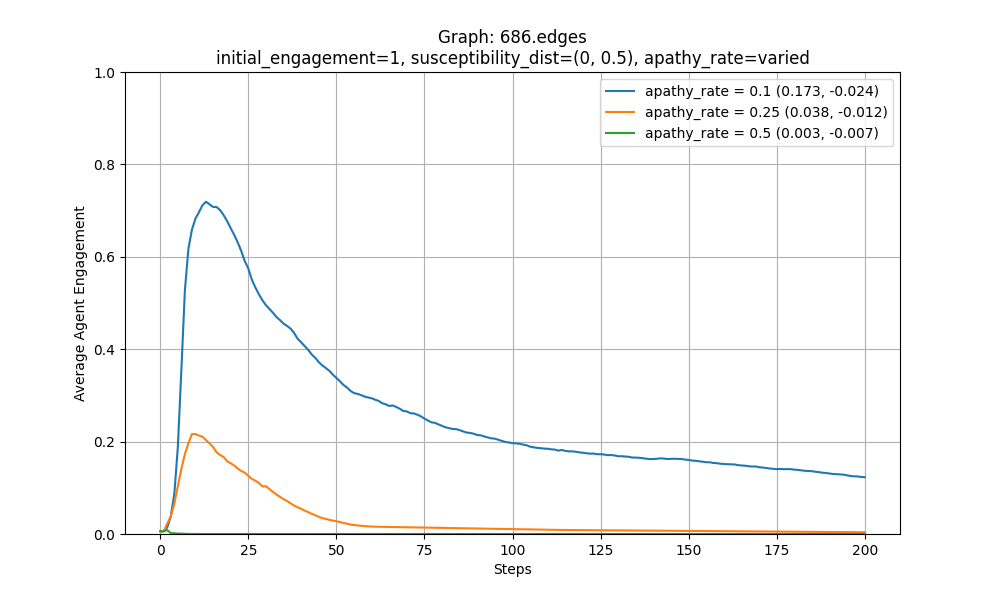 Graph: 686.edges
initial_engagement=1, susceptibility_dist=(0, 0.5), apathy_rate=varied
apathy_rate = 0.1 (0.173, -0.024)
apathy_rate = 0.25 (0.038, -0.012)
apathy_rate = 0.5 (0.003, -0.007)
Average Agent Engagement
1.0
0.8
0.6
0.4
0.2
0.0
0 25 50 75 100 125 150 175 200
Steps